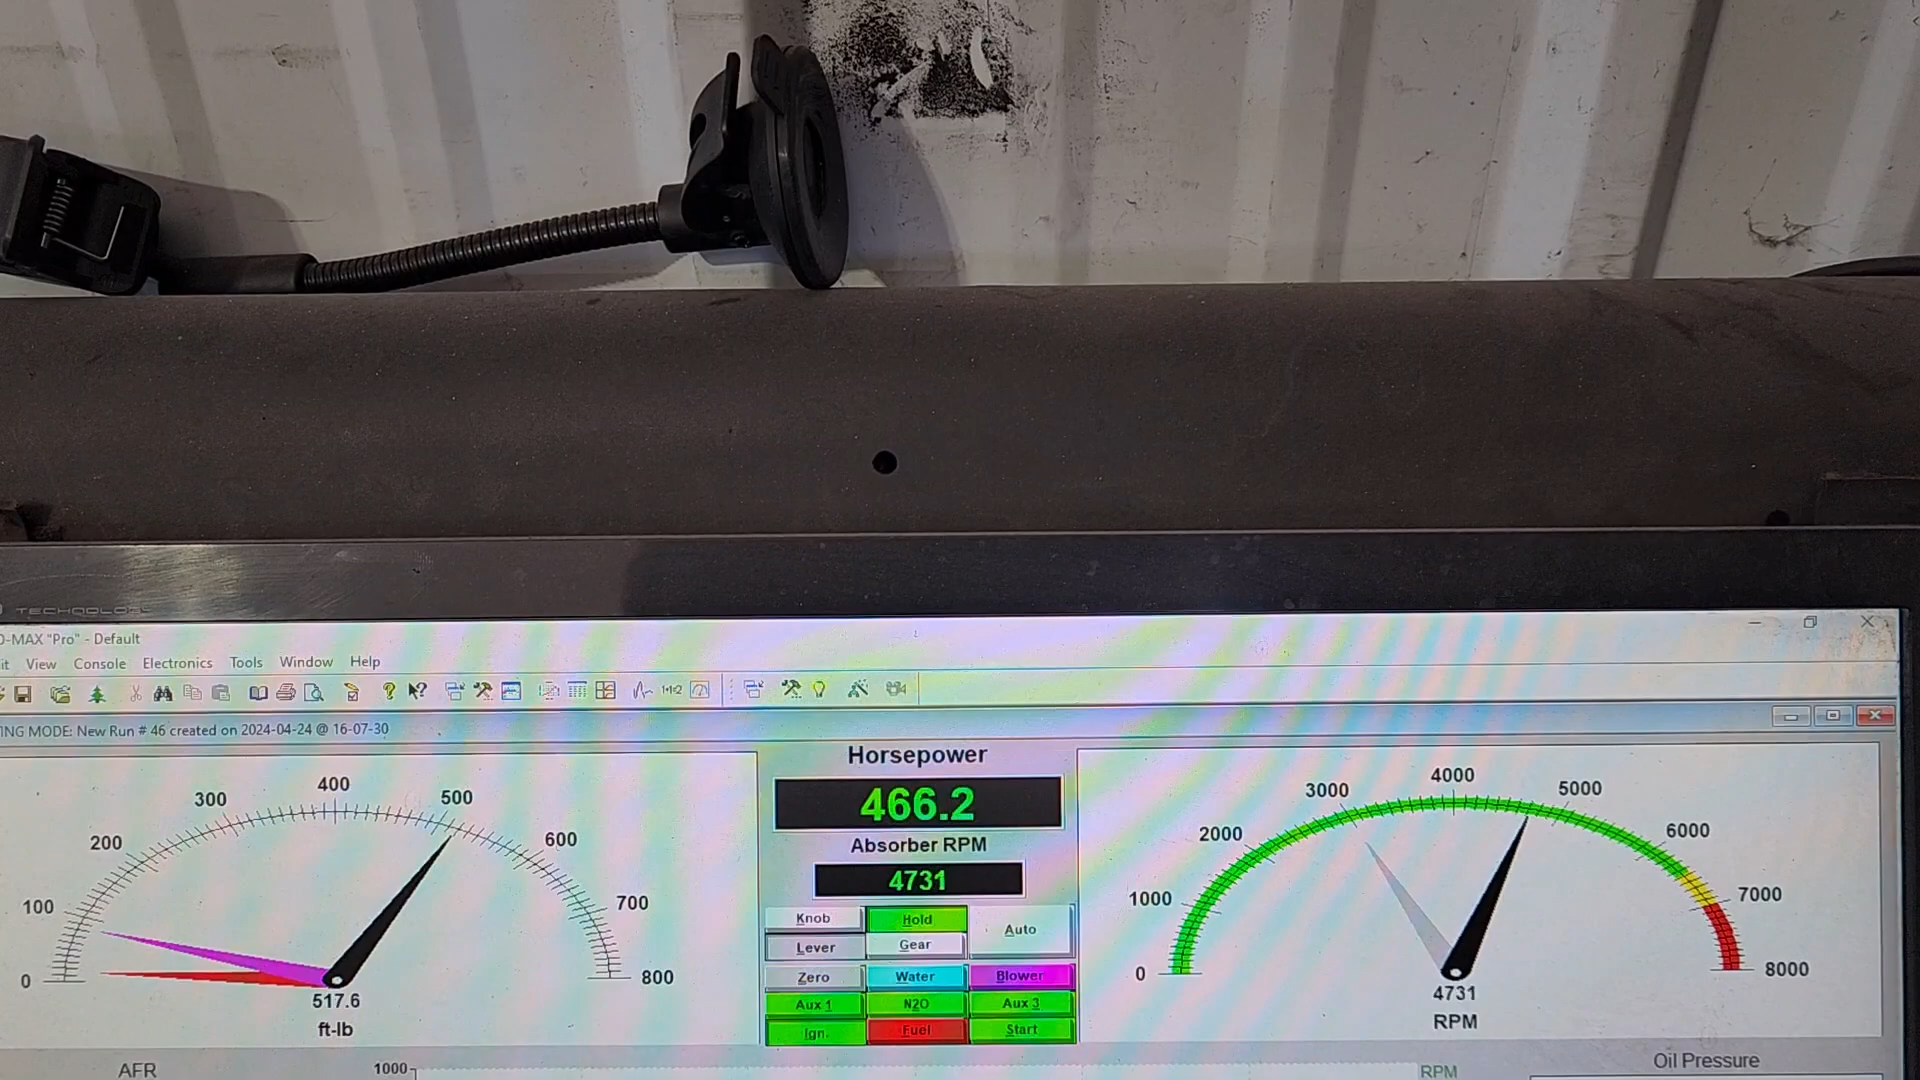 TECHNOLOG
O-MAX "Pro" - Default
it View Console Electronics Tools Window Help
ING MODE: New Run # 46 created on 2024-04-24 @ 16-07-30
0 100 200 300 400 500 600 700 800
517.6
ft-lb
Horsepower
466.2
Absorber RPM
4731
Knob Hold Auto
Lever Gear
Zero Water Blower
Aux 1 N2O Aux 3
Ign. Fuel Start
0 1000 2000 3000 4000 5000 6000 7000 8000
4731
RPM
AFR
1000
RPM
Oil Pressure